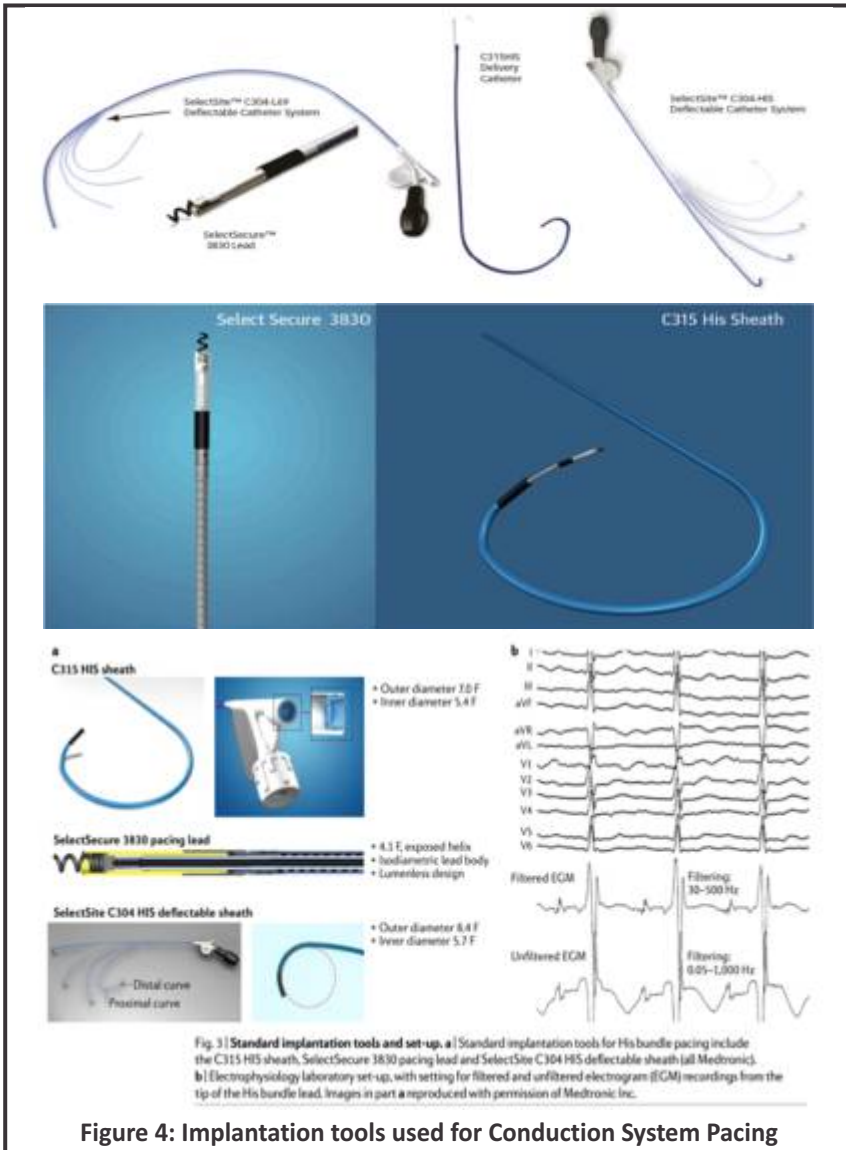 SelectSite™ C304-L69
Deflectable Catheter System
C315HIS
Delivery
Catheter
SelectSite™ C304-HIS
Deflectable Catheter System
SelectSecure™
3830 Lead
Select Secure 3830
C315 His Sheath
a
C315 HIS sheath
• Outer diameter 7.0 F
• Inner diameter 5.4 F
SelectSecure 3830 pacing lead
• 4.1 F, exposed helix
• Isodiametric lead body
• Lumenless design
SelectSite C304 HIS deflectable sheath
• Outer diameter 8.4 F
• Inner diameter 5.7 F
Distal curve
Proximal curve
b
I
II
III
aVF
aVR
aVL
V1
V2
V3
V4
V5
V6
Filtered EGM
Filtering:
30–500 Hz
Unfiltered EGM
Filtering:
0.05–1,000 Hz
Fig. 3 | Standard implantation tools and set-up. a | Standard implantation tools for His bundle pacing include
the C315 HIS sheath, SelectSecure 3830 pacing lead and SelectSite C304 HIS deflectable sheath (all Medtronic).
b | Electrophysiology laboratory set-up, with setting for filtered and unfiltered electrogram (EGM) recordings from the
tip of the His bundle lead. Images in part a reproduced with permission of Medtronic Inc.
Figure 4: Implantation tools used for Conduction System Pacing